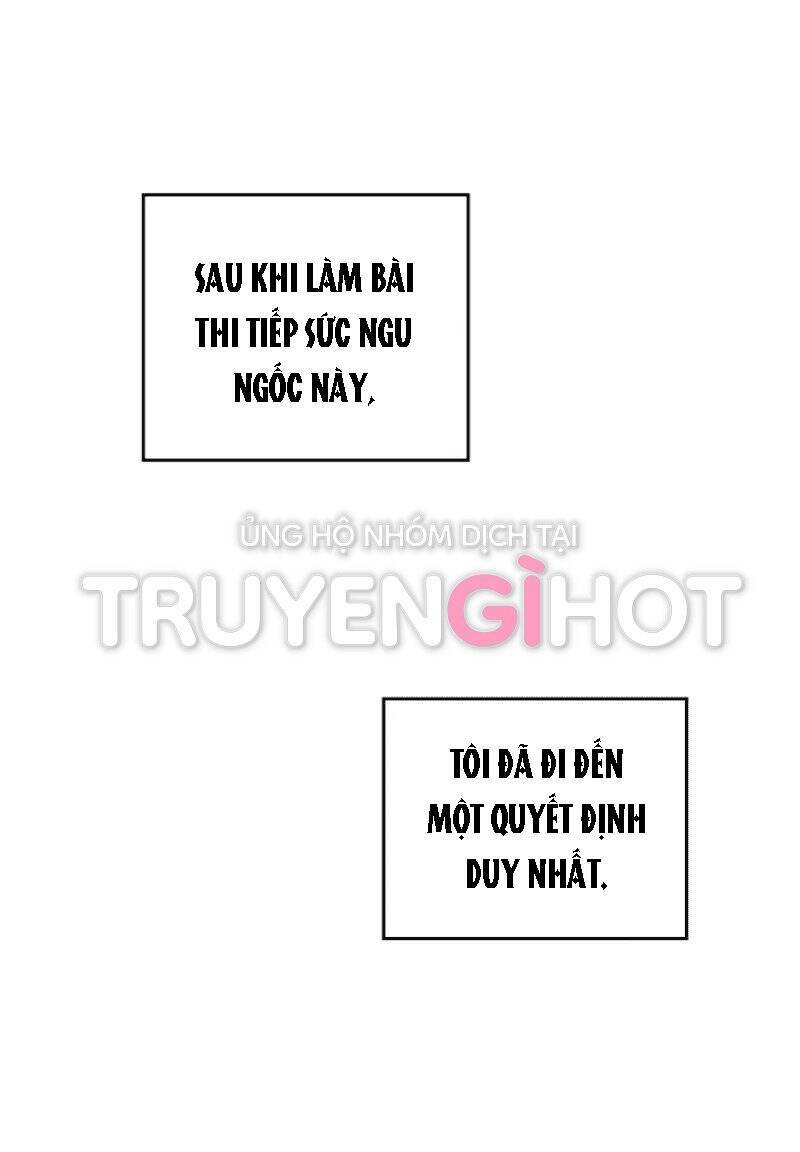 SAU KHI LÀM BÀI
THI TIẾP SỨC NGU
NGỐC NÀY,
ỦNG HỘ NHÓM DỊCH TẠI
TRUYENGÌHOT
TÔI ĐÃ ĐI ĐẾN
MỘT QUYẾT ĐỊNH
DUY NHẤT.